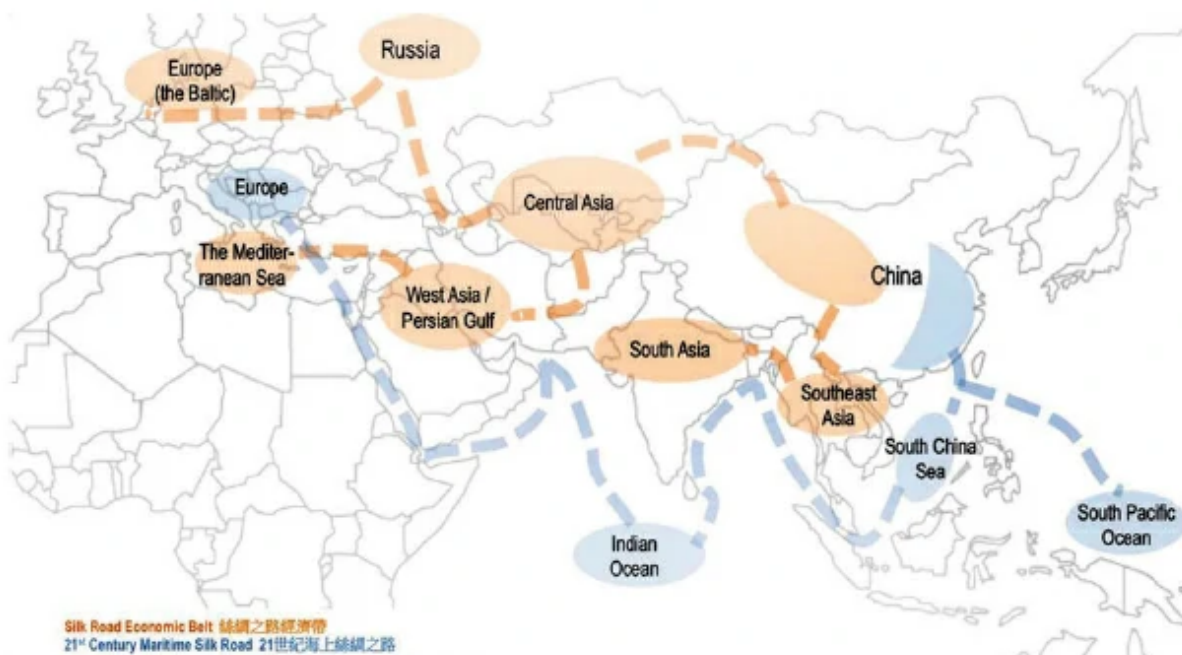 Russia
Europe
(the Baltic)
Europe
Central Asia
The Mediter-
ranean Sea
China
West Asia /
Persian Gulf
South Asia
Southeast
Asia
South China
Sea
South Pacific
Ocean
Indian
Ocean
Silk Road Economic Belt 絲綢之路經濟帶
21st Century Maritime Silk Road 21世紀海上絲綢之路